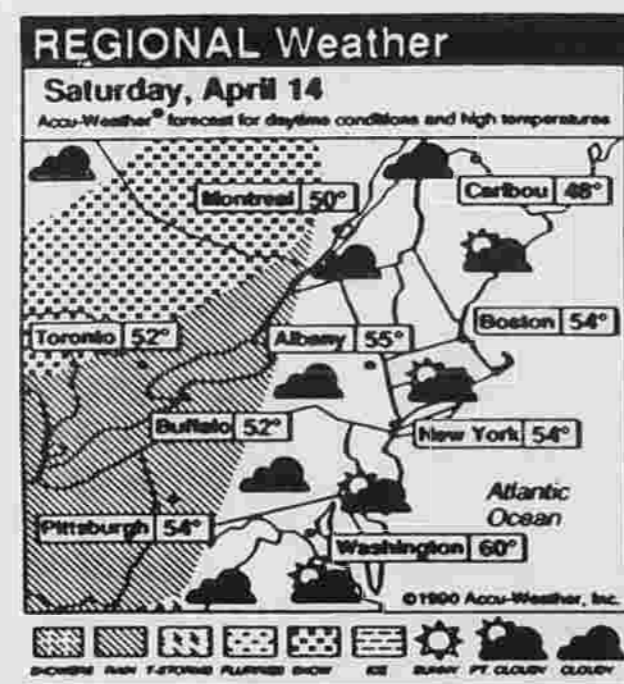 REGIONAL Weather
Saturday, April 14
Accu-Weather® forecast for daytime conditions and high temperatures
Montreal 50°
Caribou 48°
Toronto 52°
Albany 55°
Boston 54°
Buffalo 52°
New York 54°
Atlantic
Ocean
Pittsburgh 54°
Washington 60°
©1990 Accu-Weather, Inc.
SHOWERS RAIN T-STORMS FLURRIES SNOW ICE SUNNY PT. CLOUDY CLOUDY